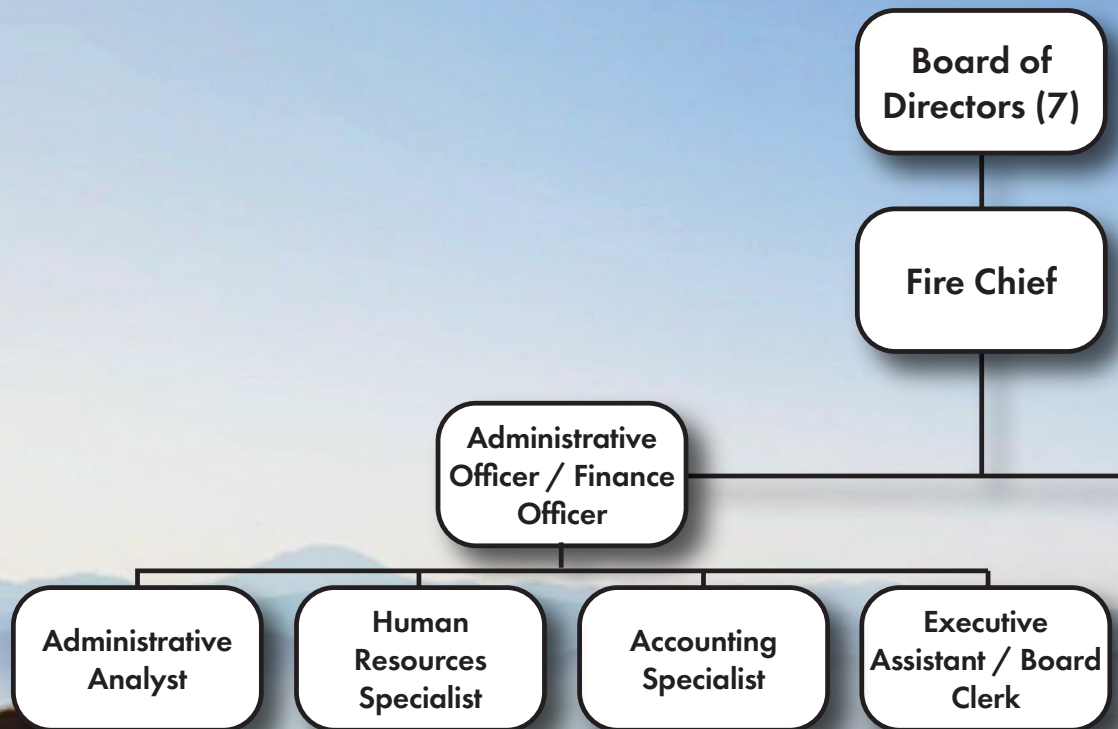 Board of
Directors (7)
Fire Chief
Administrative
Officer / Finance
Officer
Administrative
Analyst
Human
Resources
Specialist
Accounting
Specialist
Executive
Assistant / Board
Clerk